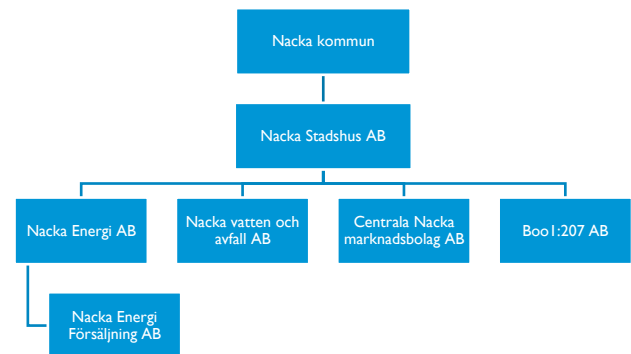 Nacka kommun
Nacka Stadshus AB
Nacka Energi AB
Nacka vatten och
avfall AB
Centrala Nacka
marknadsbolag AB
Boo1:207 AB
Nacka Energi
Försäljning AB